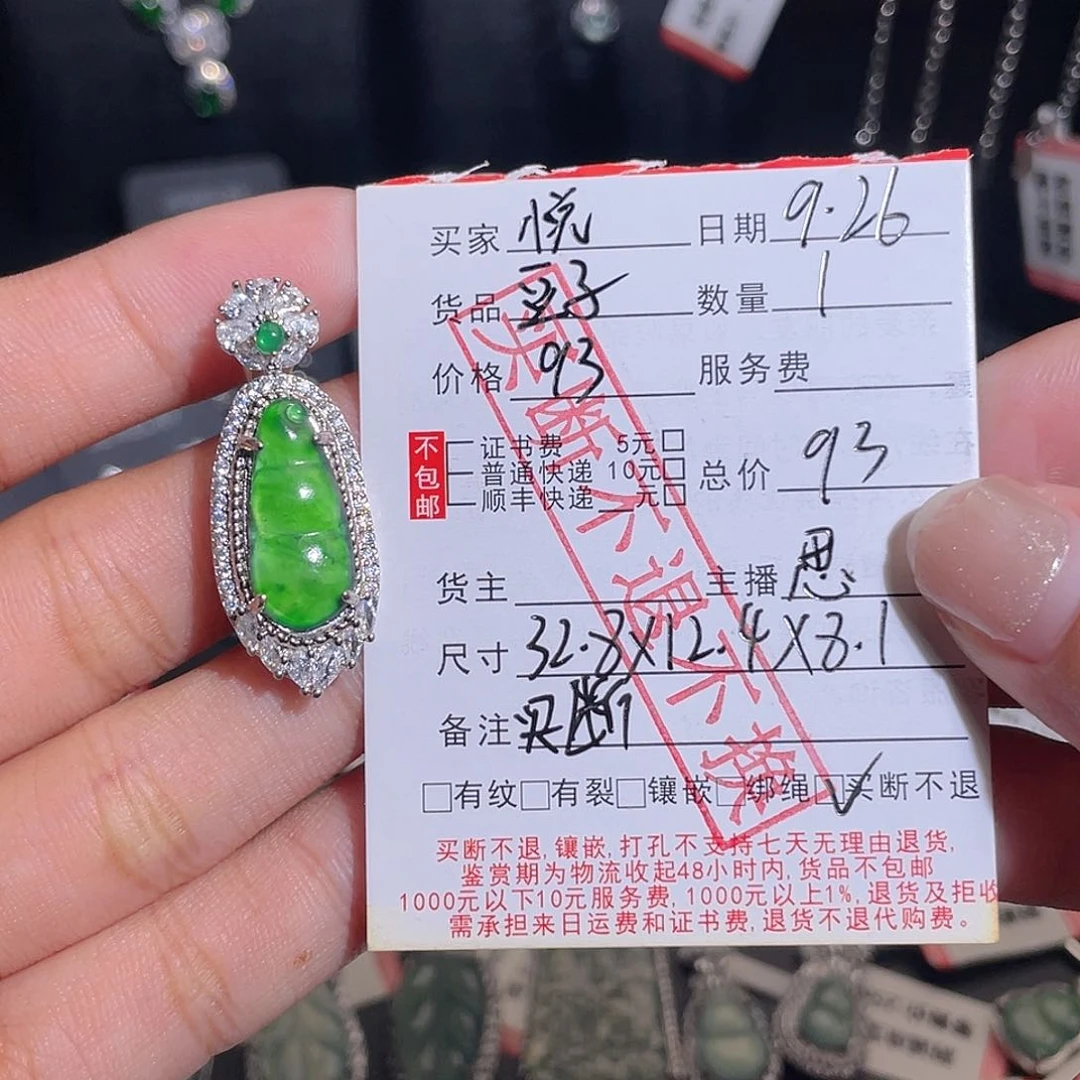 买家 悦 日期 9.26
货品 豆子 数量 1
价格 93 服务费
不包邮
证书费 5元□
普通快递 10元□
顺丰快递__元□
总价 93
货主 主播 思
尺寸 32.8X12.4X8.1
备注 买断
□有纹□有裂□镶嵌□绑绳□√买断不退
买断不退不换
买断不退,镶嵌,打孔不支持七天无理由退货,
鉴赏期为物流收起48小时内,货品不包邮
1000元以下10元服务费,1000元以上1%,退货及拒收
需承担来日运费和证书费,退货不退代购费。